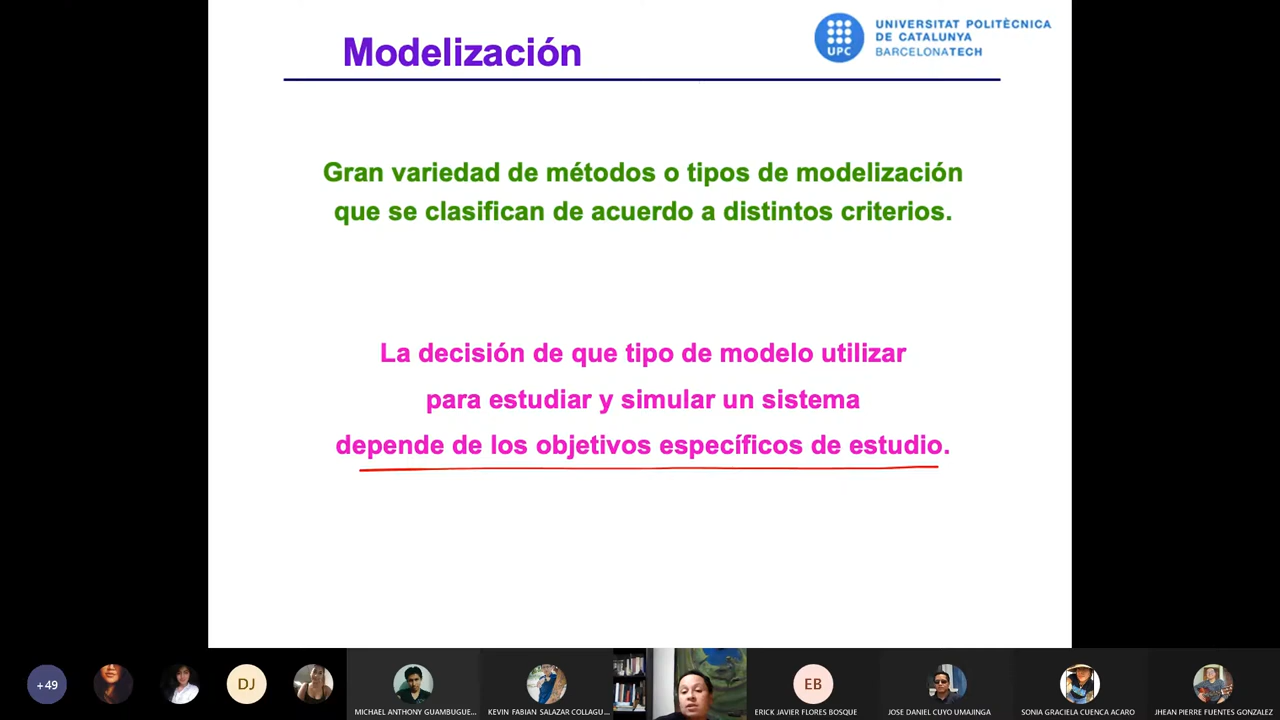 Modelización
UPC
UNIVERSITAT POLITÈCNICA
DE CATALUNYA
BARCELONATECH
Gran variedad de métodos o tipos de modelización
que se clasifican de acuerdo a distintos criterios.
La decisión de que tipo de modelo utilizar
para estudiar y simular un sistema
depende de los objetivos específicos de estudio.
+49
DJ
EB
MICHAEL ANTHONY GUAMBUGUE...
KEVIN FABIAN SALAZAR COLLAGU...
ERICK JAVIER FLORES BOSQUE
JOSE DANIEL CUYO UMAJINGA
SONIA GRACIELA CUENCA ACARO
JHEAN PIERRE FUENTES GONZALEZ